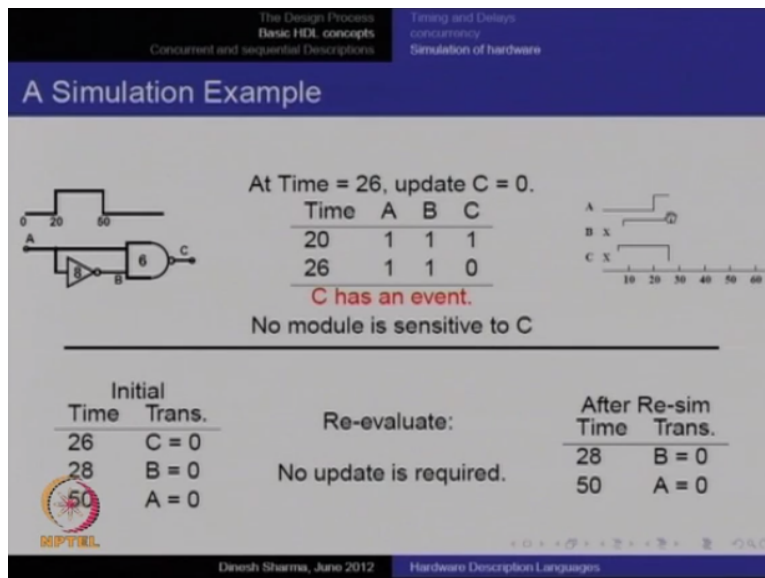 The Design Process
Basic HDL concepts
Concurrent and sequential Descriptions
Timing and Delays
concurrency
Simulation of hardware
A Simulation Example
At Time = 26, update C = 0.
Time A B C
20 1 1 1
26 1 1 0
C has an event.
No module is sensitive to C
0 20 50
A
8
B
6
C
A
B X
C X
10 20 30 40 50 60
Initial
Time Trans.
26 C = 0
28 B = 0
50 A = 0
Re-evaluate:
No update is required.
After Re-sim
Time Trans.
28 B = 0
50 A = 0
NPTEL
Dinesh Sharma, June 2012
Hardware Description Languages